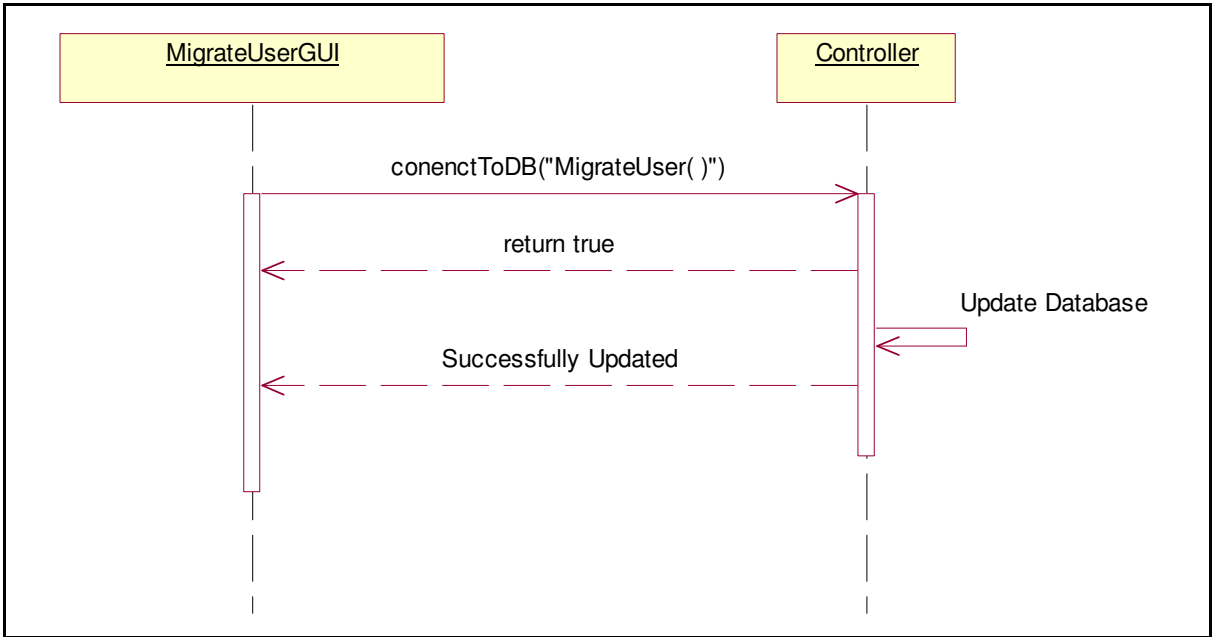 MigrateUserGUI
Controller
conenctToDB("MigrateUser( )")
return true
Update Database
Successfully Updated